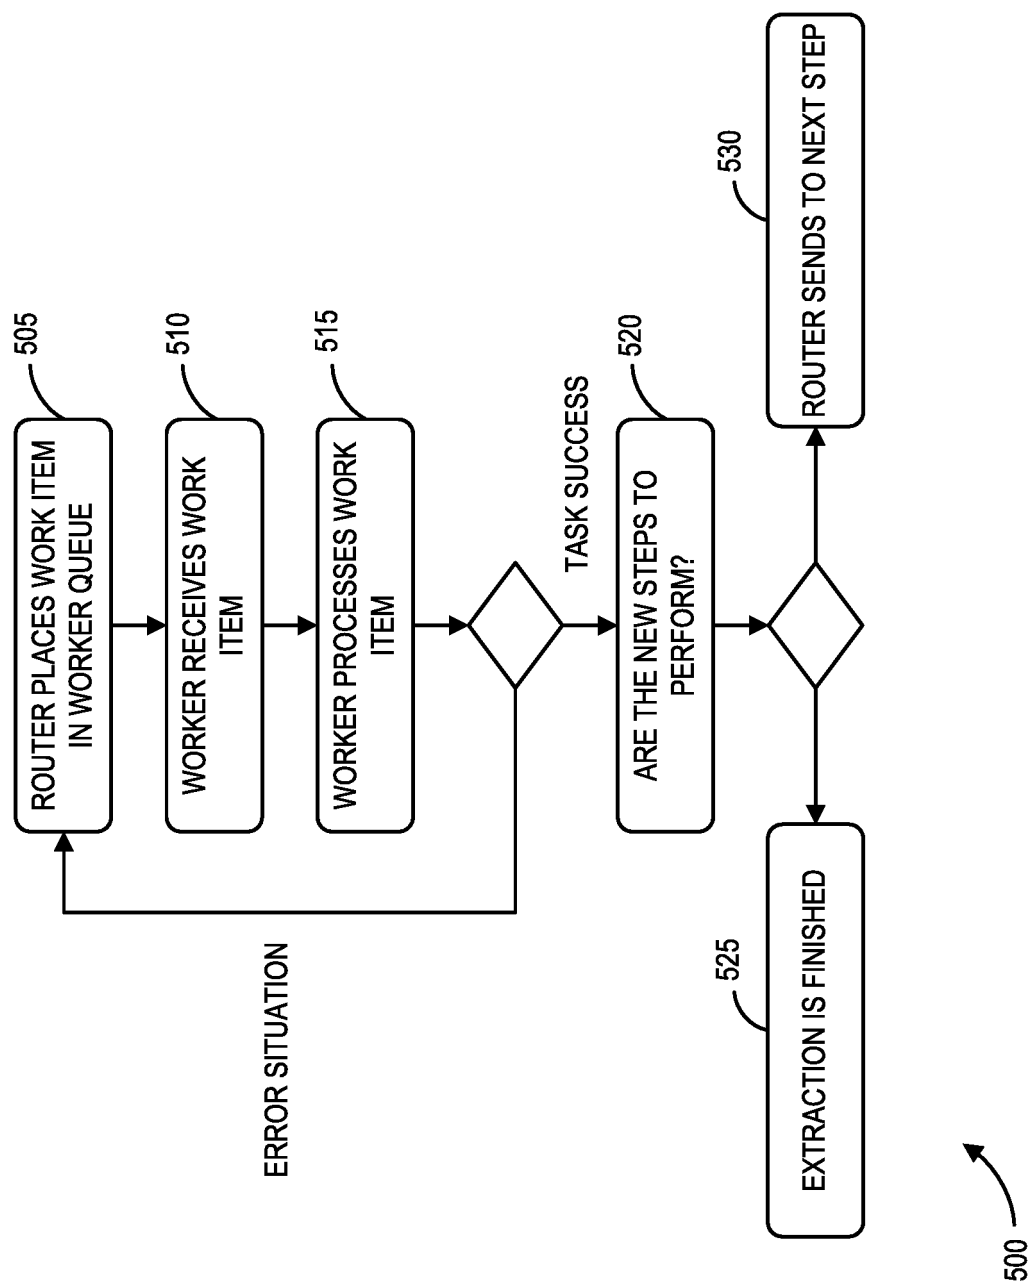 505
ROUTER PLACES WORK ITEM
IN WORKER QUEUE
510
WORKER RECEIVES WORK
ITEM
515
WORKER PROCESSES WORK
ITEM
ERROR SITUATION
TASK SUCCESS
520
ARE THE NEW STEPS TO
PERFORM?
525
EXTRACTION IS FINISHED
530
ROUTER SENDS TO NEXT STEP
500